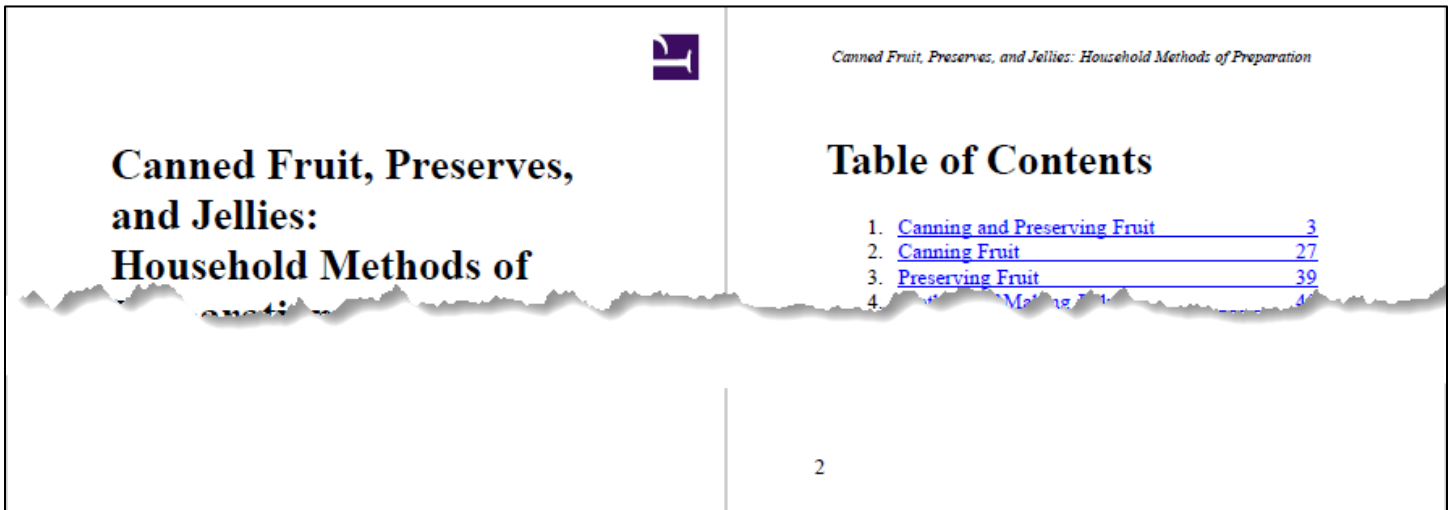 Canned Fruit, Preserves,
and Jellies:
Household Methods of
Canned Fruit, Preserves, and Jellies: Household Methods of Preparation
Table of Contents
1. Canning and Preserving Fruit 3
2. Canning Fruit 27
3. Preserving Fruit 39
4.
2